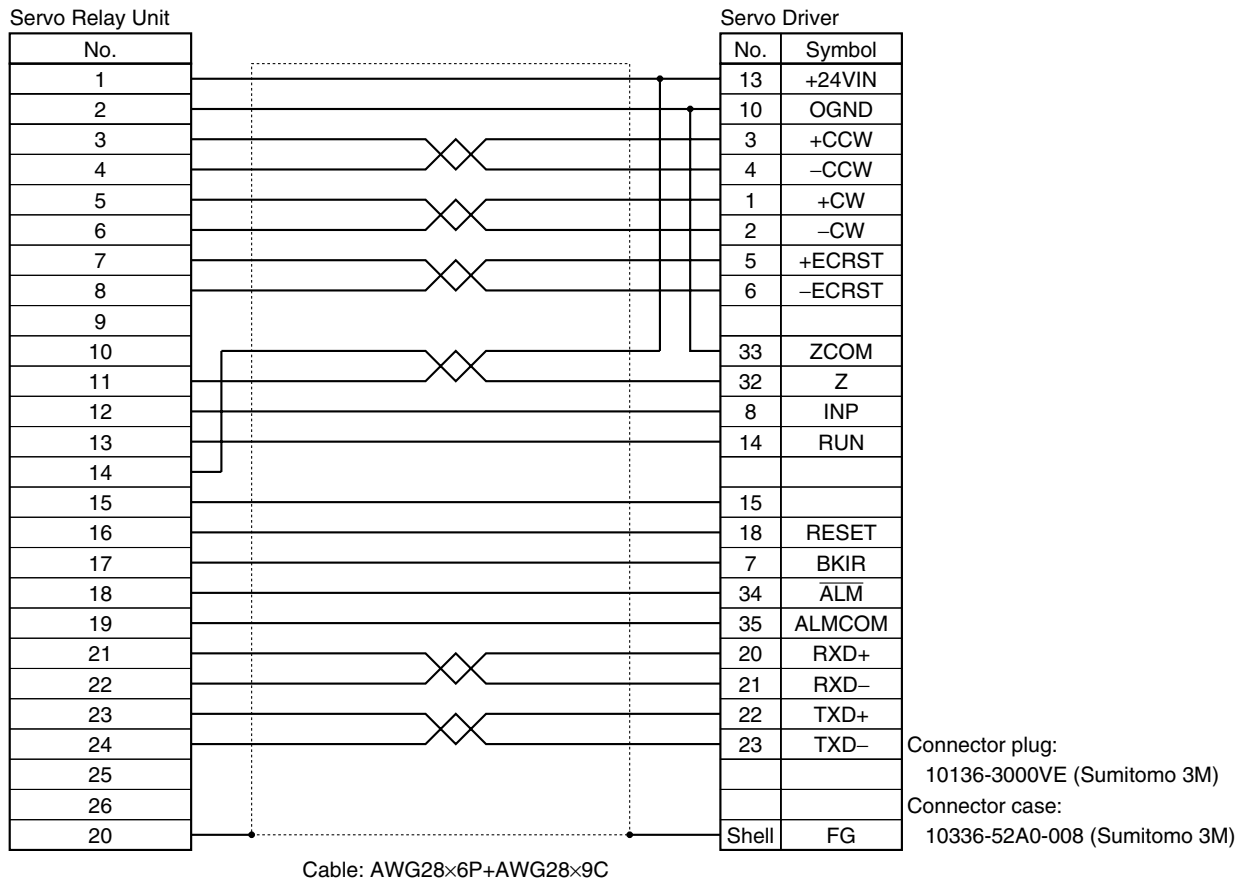 Servo Relay Unit Servo Driver
No. No. Symbol
1 13 +24VIN
2 10 OGND
3 3 +CCW
4 4 −CCW
5 1 +CW
6 2 −CW
7 5 +ECRST
8 6 −ECRST
9
10 33 ZCOM
11 32 Z
12 8 INP
13 14 RUN
14
15 15
16 18 RESET
17 7 BKIR
18 34 A̅L̅M̅
19 35 ALMCOM
21 20 RXD+
22 21 RXD−
23 22 TXD+
24 23 TXD− Connector plug:
25 10136-3000VE (Sumitomo 3M)
26 Connector case:
20 Shell FG 10336-52A0-008 (Sumitomo 3M)
Cable: AWG28×6P+AWG28×9C